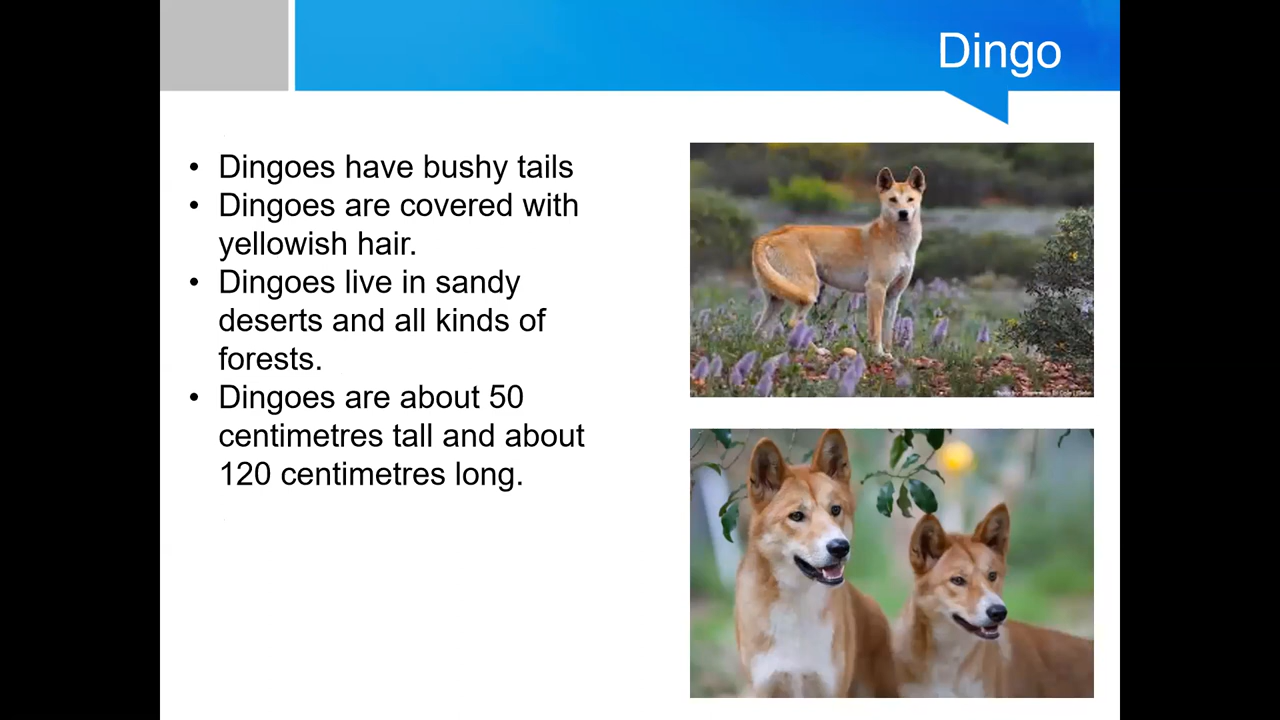 Dingo
• Dingoes have bushy tails
• Dingoes are covered with
yellowish hair.
• Dingoes live in sandy
deserts and all kinds of
forests.
• Dingoes are about 50
centimetres tall and about
120 centimetres long.